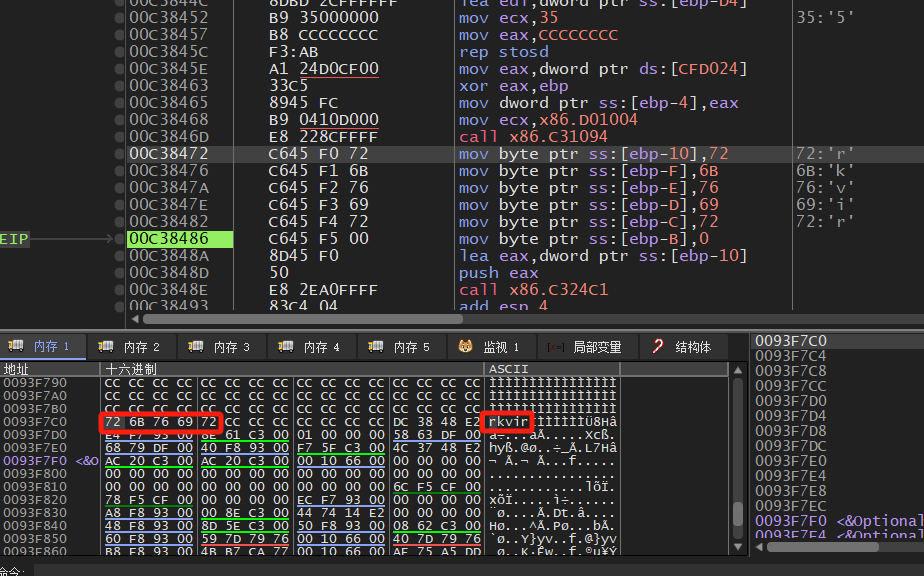 00C38452 B9 35000000 mov ecx,35 35:'5'
00C38457 B8 CCCCCCCC mov eax,CCCCCCCC
00C3845C F3:AB rep stosd
00C3845E A1 24D0CF00 mov eax,dword ptr ds:[CFD024]
00C38463 33C5 xor eax,ebp
00C38465 8945 FC mov dword ptr ss:[ebp-4],eax
00C38468 B9 0410D000 mov ecx,x86.D01004
00C3846D E8 228CFFFF call x86.C31094
00C38472 C645 F0 72 mov byte ptr ss:[ebp-10],72 72:'r'
00C38476 C645 F1 6B mov byte ptr ss:[ebp-F],6B 6B:'k'
00C3847A C645 F2 76 mov byte ptr ss:[ebp-E],76 76:'v'
00C3847E C645 F3 69 mov byte ptr ss:[ebp-D],69 69:'i'
00C38482 C645 F4 72 mov byte ptr ss:[ebp-C],72 72:'r'
EIP 00C38486 C645 F5 00 mov byte ptr ss:[ebp-B],0
00C3848A 8D45 F0 lea eax,dword ptr ss:[ebp-10]
00C3848D 50 push eax
00C3848E E8 2EA0FFFF call x86.C324C1
00C38493 83C4 04 add esp,4
内存 1 内存 2 内存 3 内存 4 内存 5 监视 1 局部变量 结构体
地址 十六进制 ASCII
0093F790 CC CC CC CC CC CC CC CC CC CC CC CC CC CC CC CC ÌÌÌÌÌÌÌÌÌÌÌÌÌÌÌÌ
0093F7A0 CC CC CC CC CC CC CC CC CC CC CC CC CC CC CC CC ÌÌÌÌÌÌÌÌÌÌÌÌÌÌÌÌ
0093F7B0 CC CC CC CC CC CC CC CC CC CC CC CC CC CC CC CC ÌÌÌÌÌÌÌÌÌÌÌÌÌÌÌÌ
0093F7C0 72 6B 76 69 72 CC CC CC CC CC CC CC DC 38 48 E2 rkvirÌÌÌÌÌÌÌÜ8Hâ
0093F7D0 E4 F7 93 00 8E 61 C3 00 01 00 00 00 58 63 DF 00
0093F7E0 68 79 DF 00 40 F8 93 00 F7 5F C3 00 4C 37 48 E2
0093F7F0 <&O AC 20 C3 00 AC 20 C3 00 00 10 66 00 00 00 00 00
0093F800 00 00 00 00 00 00 00 00 00 00 00 00 00 00 00 00 ................
0093F810 00 00 00 00 00 00 00 00 00 00 00 00 6C F5 CF 00
0093F820 78 F5 CF 00 00 00 00 00 EC F7 93 00 00 00 00 00
0093F830 A8 F8 93 00 00 8E C3 00 44 74 14 E2 00 00 00 00
0093F840 48 F8 93 00 8D 5E C3 00 50 F8 93 00 08 62 C3 00
0093F850 60 F8 93 00 59 7D 79 76 00 10 66 00 40 7D 79 76
0093F860 B8 F8 93 00 4B B7 CA 77 00 10 66 00 AE 75 A5 DD
0093F7C0
0093F7C4
0093F7C8
0093F7CC
0093F7D0
0093F7D4
0093F7D8
0093F7DC
0093F7E0
0093F7E4
0093F7E8
0093F7EC
0093F7F0 <&Optional
0093F7F4 <&Optional
命令: